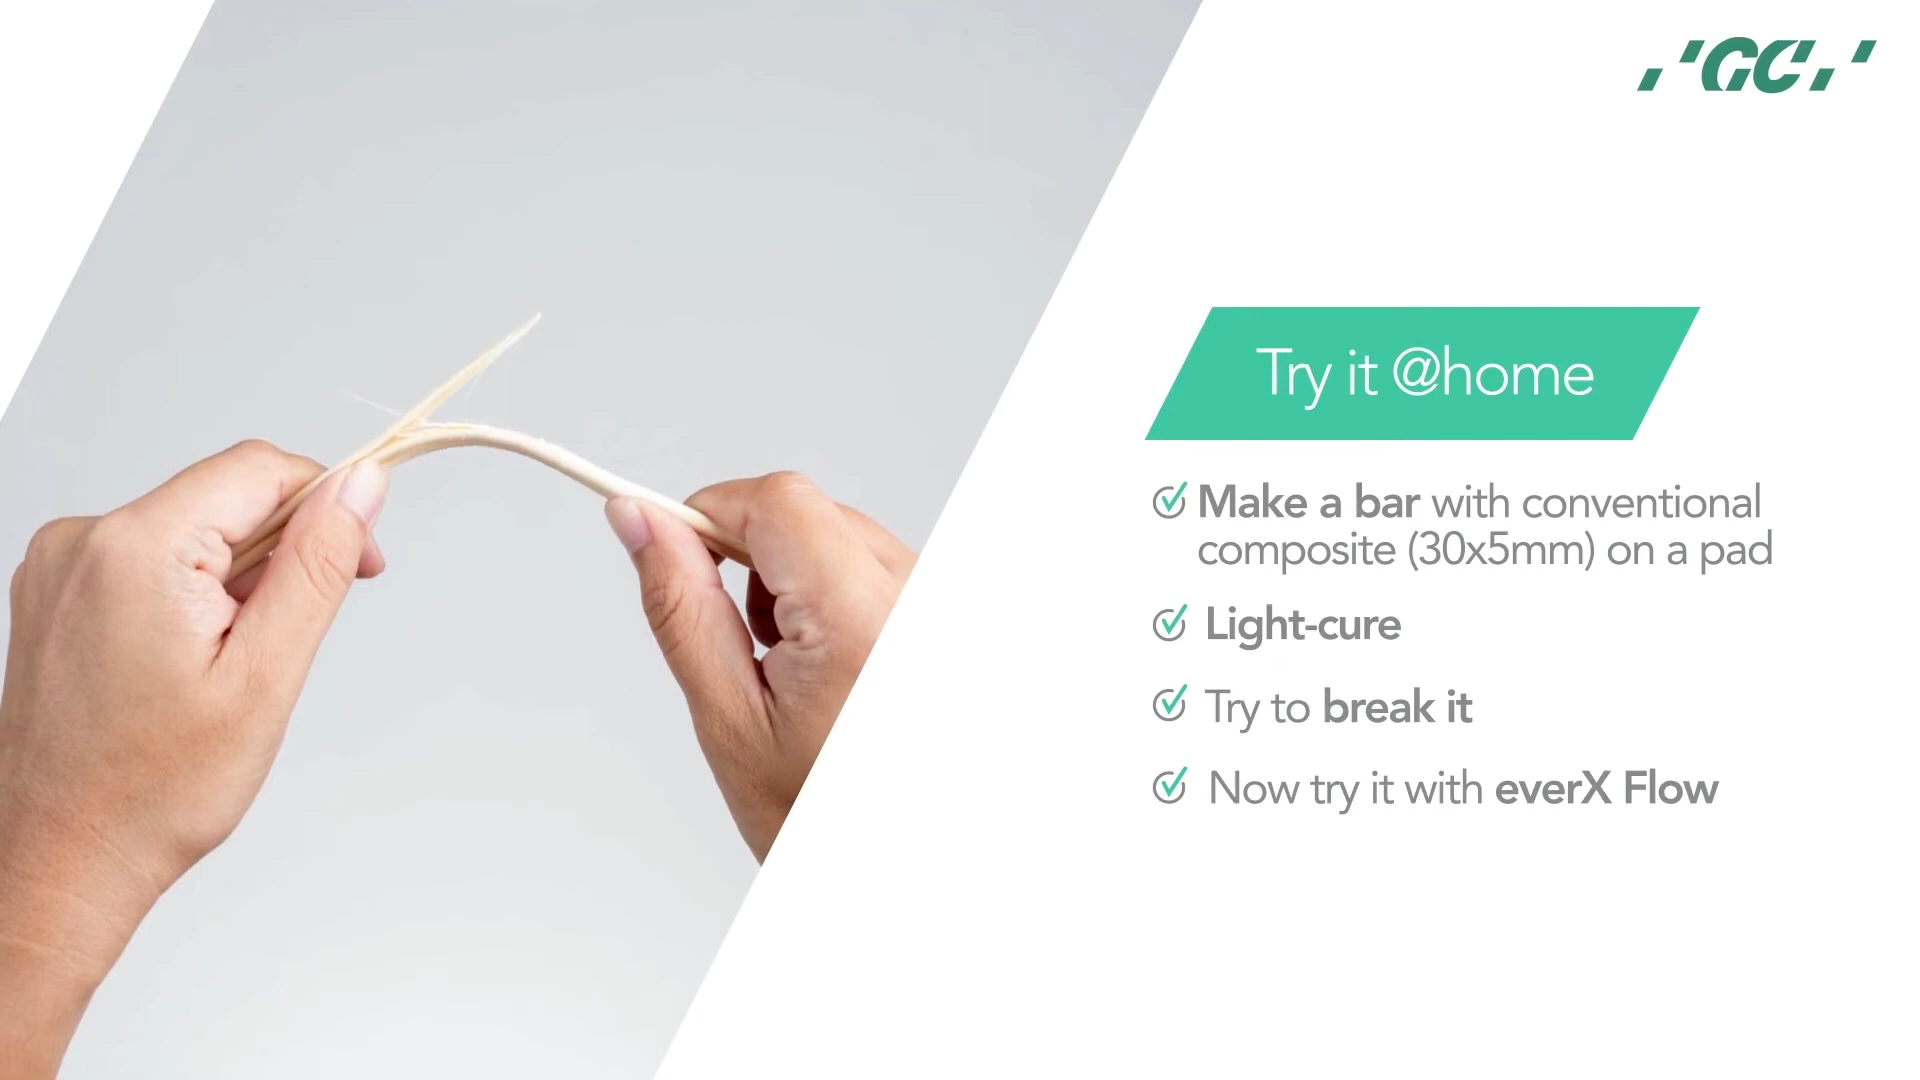 GC
Try it @home
Make a bar with conventional
composite (30x5mm) on a pad
Light-cure
Try to break it
Now try it with everX Flow